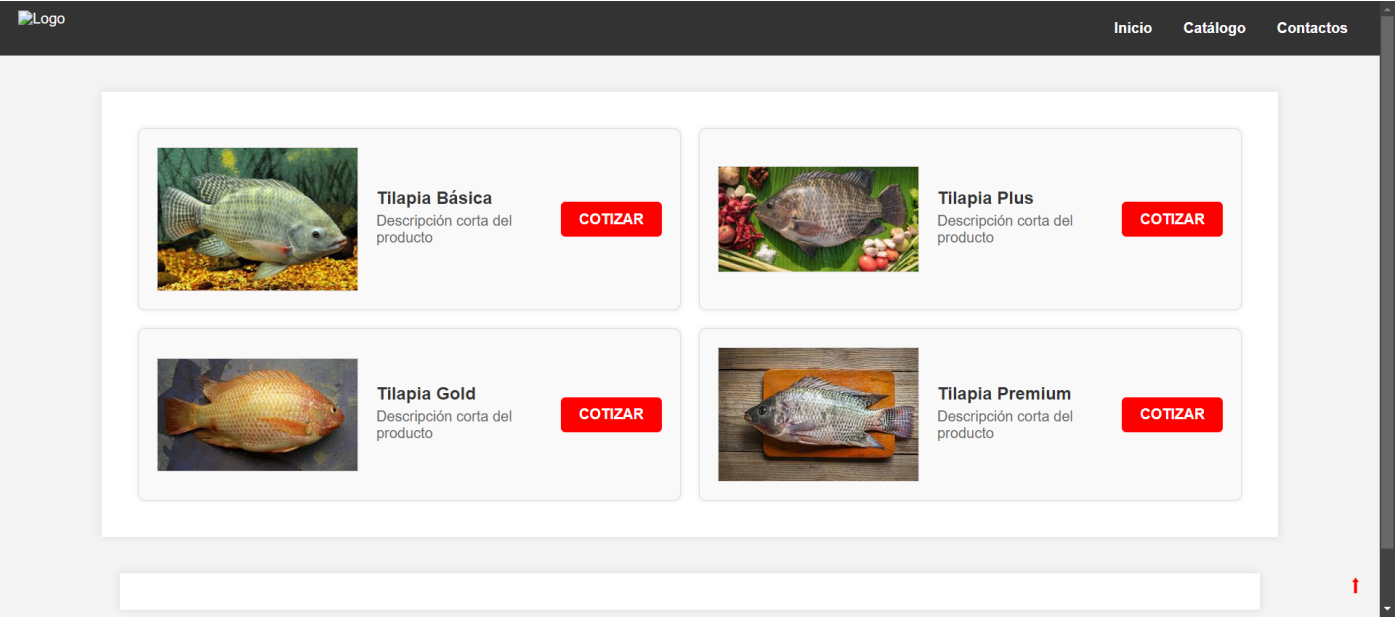 Logo
Inicio Catálogo Contactos
Tilapia Básica
Descripción corta del
producto
COTIZAR
Tilapia Plus
Descripción corta del
producto
COTIZAR
Tilapia Gold
Descripción corta del
producto
COTIZAR
Tilapia Premium
Descripción corta del
producto
COTIZAR